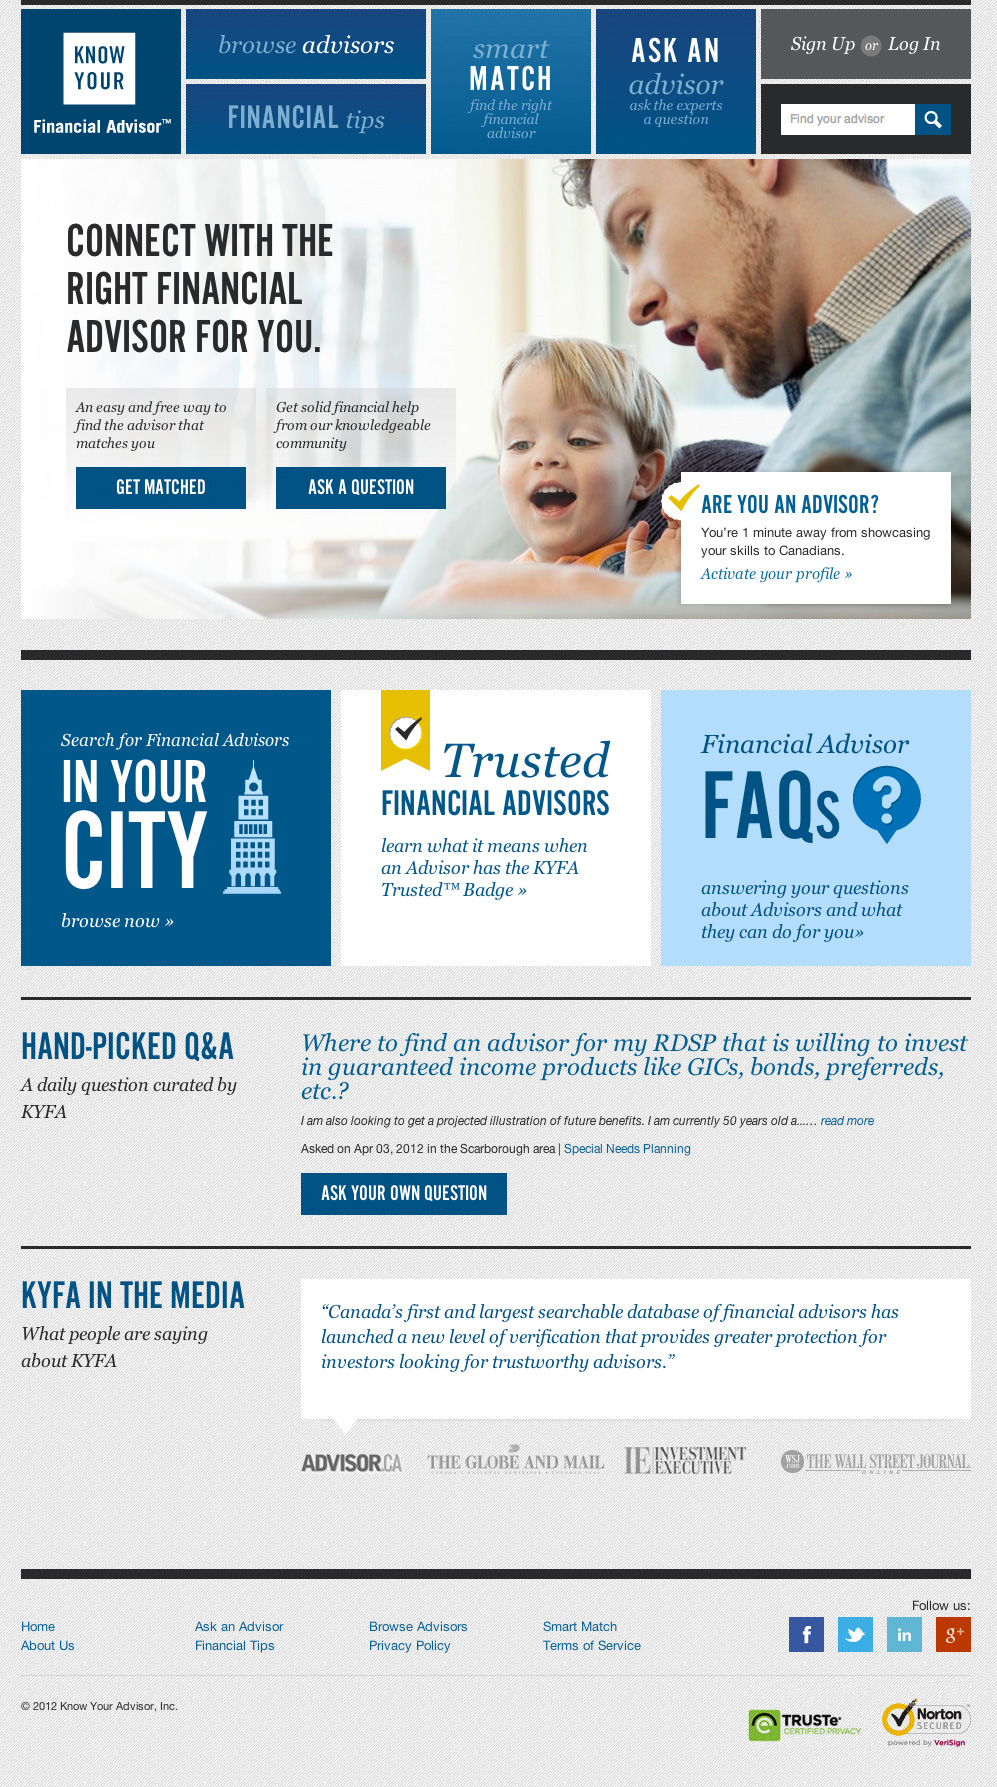 KNOW
YOUR
Financial Advisor™
browse advisors
FINANCIAL tips
smart
MATCH
find the right
financial
advisor
ASK AN
advisor
ask the experts
a question
Sign Up or Log In
Find your advisor
CONNECT WITH THE
RIGHT FINANCIAL
ADVISOR FOR YOU.
An easy and free way to
find the advisor that
matches you
GET MATCHED
Get solid financial help
from our knowledgeable
community
ASK A QUESTION
ARE YOU AN ADVISOR?
You're 1 minute away from showcasing
your skills to Canadians.
Activate your profile »
Search for Financial Advisors
IN YOUR
CITY
browse now »
Trusted
FINANCIAL ADVISORS
learn what it means when
an Advisor has the KYFA
Trusted™ Badge »
Financial Advisor
FAQs
?
answering your questions
about Advisors and what
they can do for you»
HAND-PICKED Q&A
A daily question curated by
KYFA
Where to find an advisor for my RDSP that is willing to invest
in guaranteed income products like GICs, bonds, preferreds,
etc.?
I am also looking to get a projected illustration of future benefits. I am currently 50 years old a...... read more
Asked on Apr 03, 2012 in the Scarborough area | Special Needs Planning
ASK YOUR OWN QUESTION
KYFA IN THE MEDIA
What people are saying
about KYFA
“Canada’s first and largest searchable database of financial advisors has
launched a new level of verification that provides greater protection for
investors looking for trustworthy advisors.”
ADVISOR.CA
THE GLOBE AND MAIL
IE INVESTMENT
EXECUTIVE
WSJ
.com
THE WALL STREET JOURNAL.
ONLINE
Follow us:
Home
Ask an Advisor
Browse Advisors
Smart Match
About Us
Financial Tips
Privacy Policy
Terms of Service
f
in
g+
© 2012 Know Your Advisor, Inc.
e TRUSTe
CERTIFIED PRIVACY
Norton
SECURED
powered by VeriSign